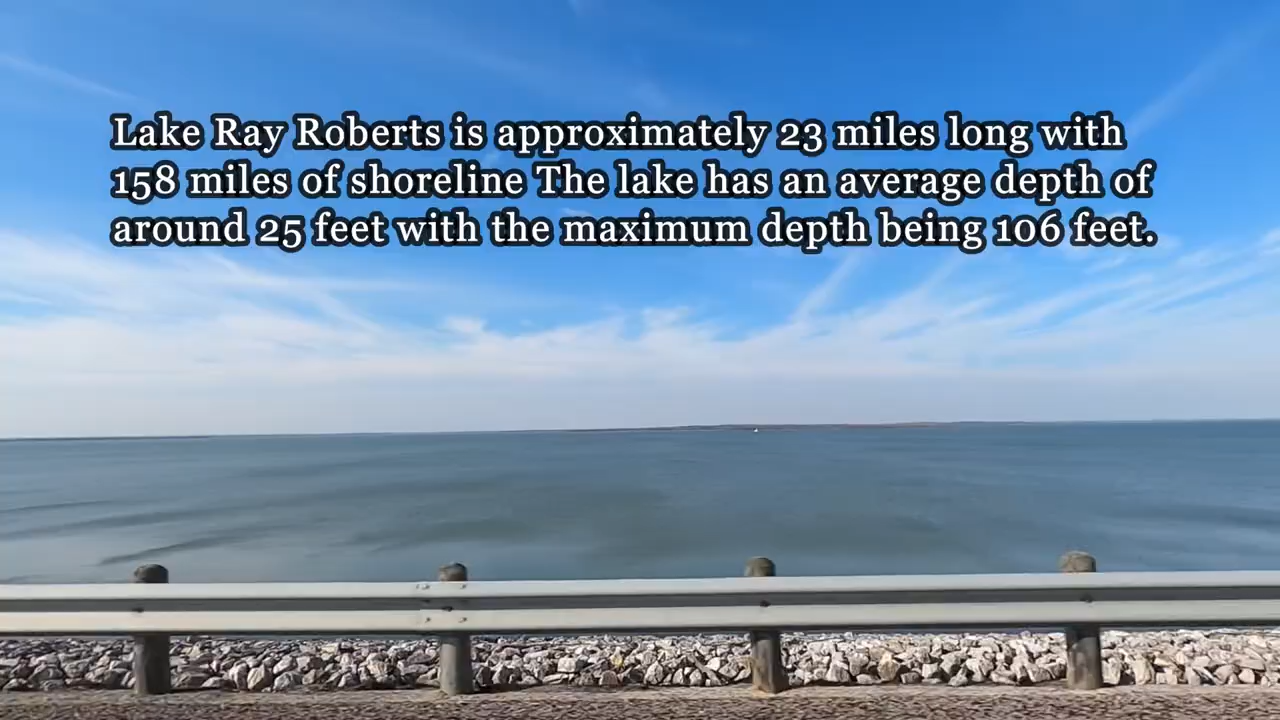 Lake Ray Roberts is approximately 23 miles long with
158 miles of shoreline The lake has an average depth of
around 25 feet with the maximum depth being 106 feet.